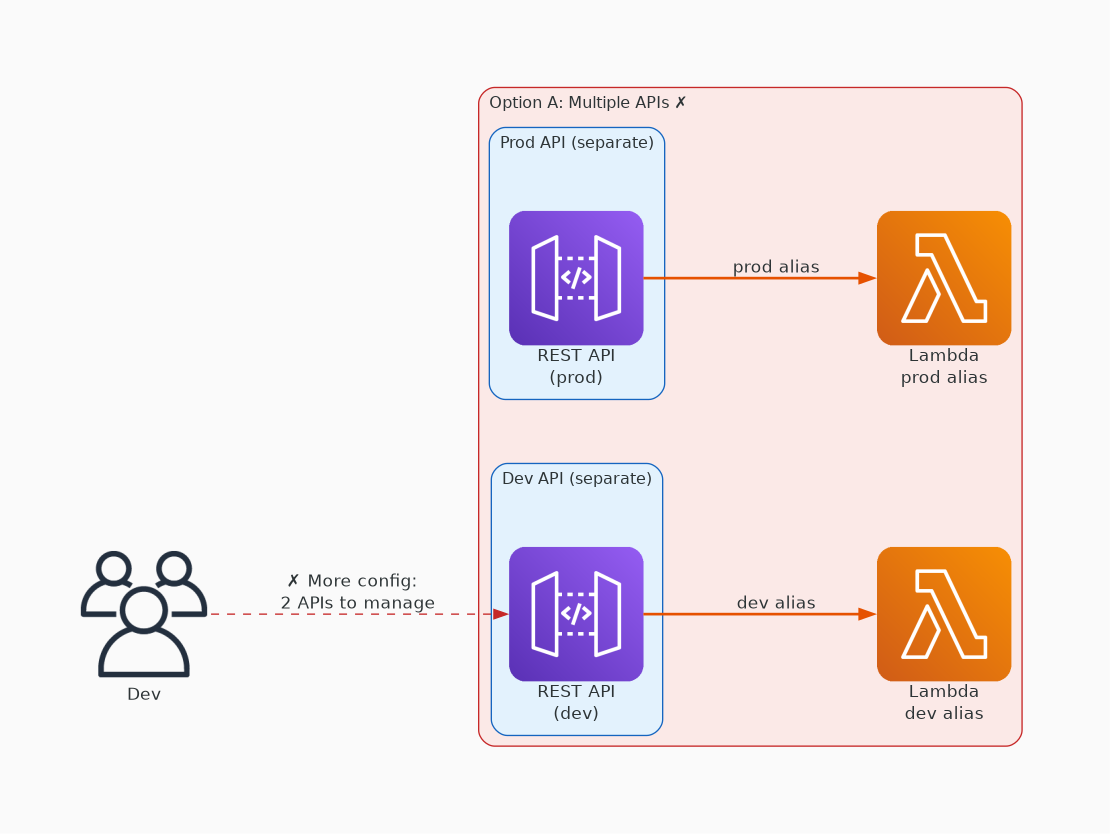 Option A: Multiple APIs ✗
Prod API (separate)
prod alias
REST API
(prod)
Lambda
prod alias
Dev API (separate)
✗ More config:
2 APIs to manage
dev alias
REST API
(dev)
Lambda
dev alias
Dev